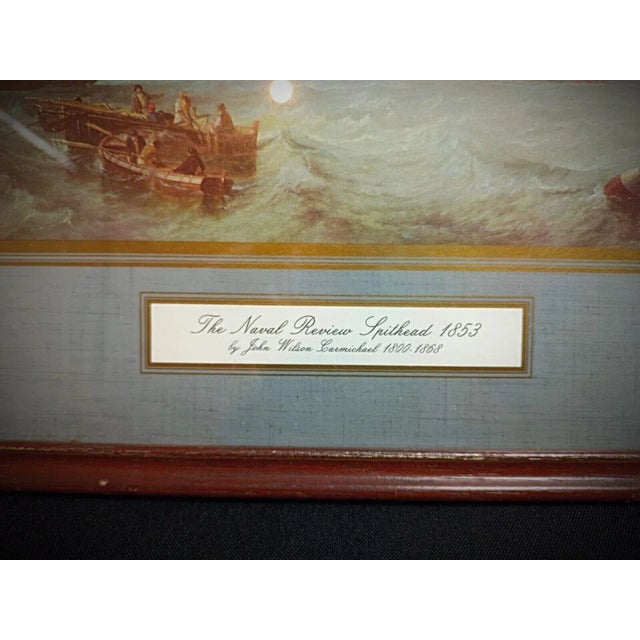 The Naval Review Spithead 1853
by John Wilson Carmichael 1800-1868